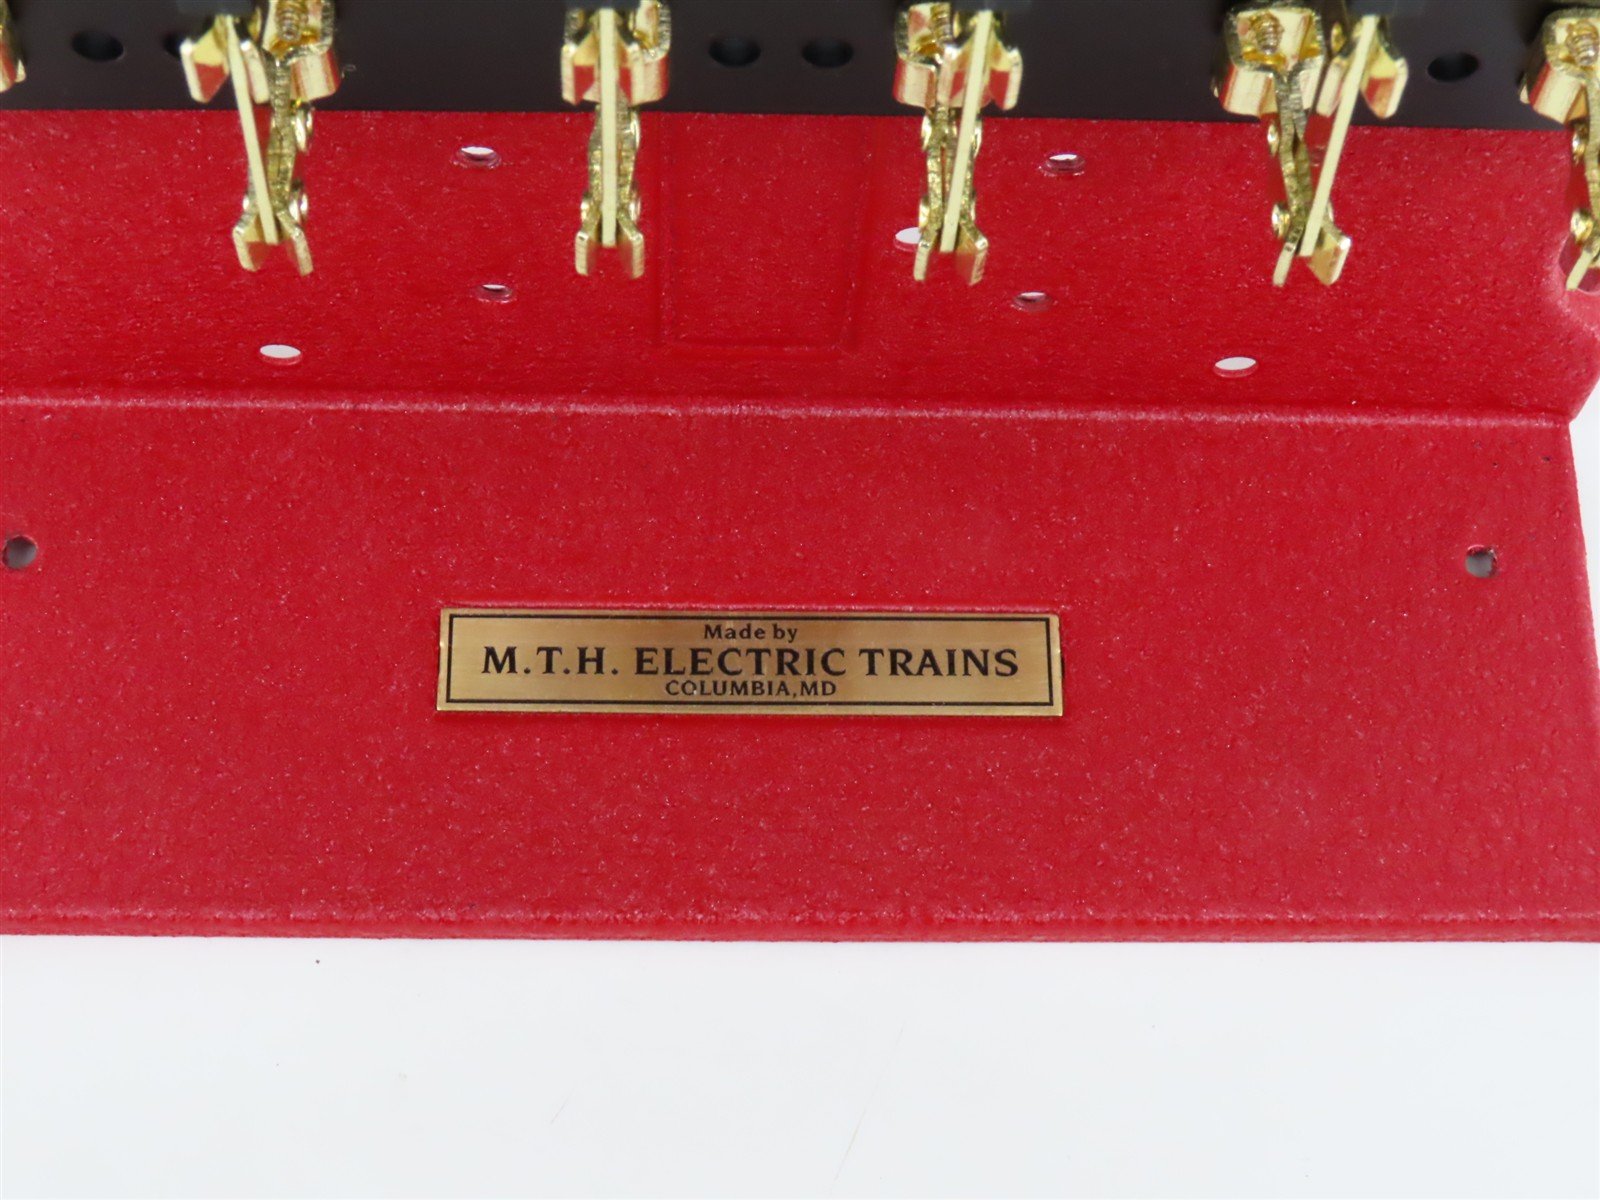 Made by
M.T.H. ELECTRIC TRAINS
COLUMBIA,MD